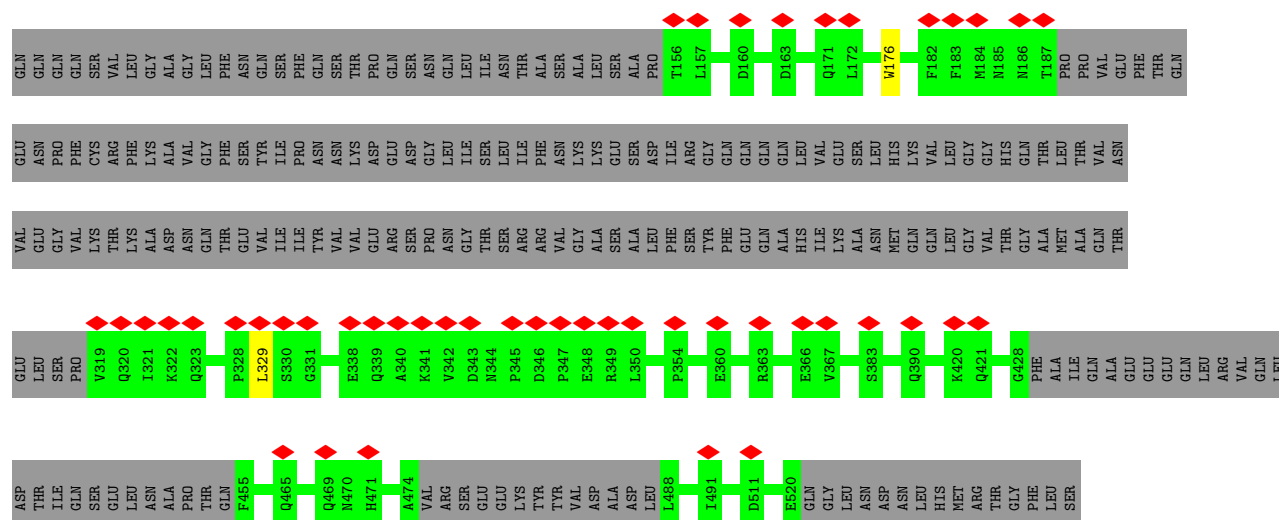 GLN GLN GLN GLN SER VAL LEU GLY ALA GLY LEU PHE ASN GLN SER PHE GLN SER THR PRO GLN SER ASN GLN LEU ILE ASN THR ALA SER ALA LEU SER ALA PRO T156 L157 D160 D163 Q171 L172 W176 F182 F183 M184 N185 N186 T187 PRO PRO VAL GLU PHE THR GLN
GLU ASN PRO PHE CYS ARG PHE LYS ALA VAL GLY PHE SER TYR ILE PRO ASN ASN LYS ASP GLU ASP GLY LEU ILE SER LEU ILE PHE ASN LYS LYS GLU SER ASP ILE ARG GLY GLN GLN GLN GLN LEU VAL GLU SER LEU HIS LYS VAL LEU GLY GLY HIS GLN THR LEU THR VAL ASN
VAL GLU GLY VAL LYS THR LYS ALA ASP ASN GLN THR GLU VAL ILE ILE TYR VAL VAL GLU ARG SER PRO ASN GLY THR SER ARG ARG VAL GLY ALA SER ALA LEU PHE SER TYR PHE GLU GLN ALA HIS ILE LYS ALA ASN MET GLN GLN LEU GLY VAL THR GLY ALA MET ALA GLN THR
GLU LEU SER PRO V319 Q320 I321 K322 Q323 P328 L329 S330 G331 E338 Q339 A340 K341 V342 D343 N344 P345 D346 P347 E348 R349 L350 P354 E360 R363 E366 V367 S383 Q390 K420 Q421 G428 PHE ALA ILE GLN ALA GLU GLU GLU GLN LEU ARG VAL GLN LEU
ASP THR ILE GLN SER GLU LEU ASN ALA PRO THR GLN F455 Q465 Q469 N470 H471 A474 VAL ARG SER GLU GLU LYS TYR TYR VAL ASP ALA ASP LEU L488 I491 D511 E520 GLN GLY LEU ASN ASP ASN LEU HIS MET ARG THR GLY PHE LEU SER